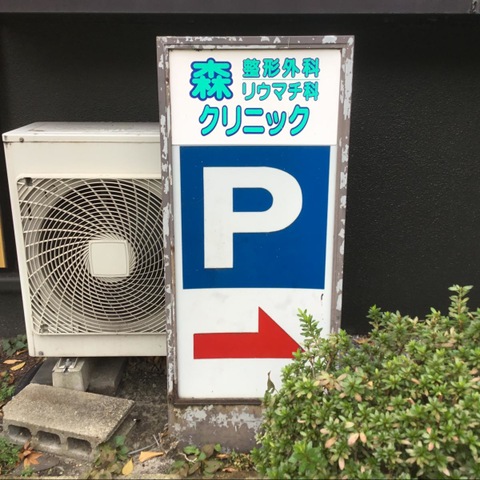 森 整形外科
リウマチ科
クリニック
P